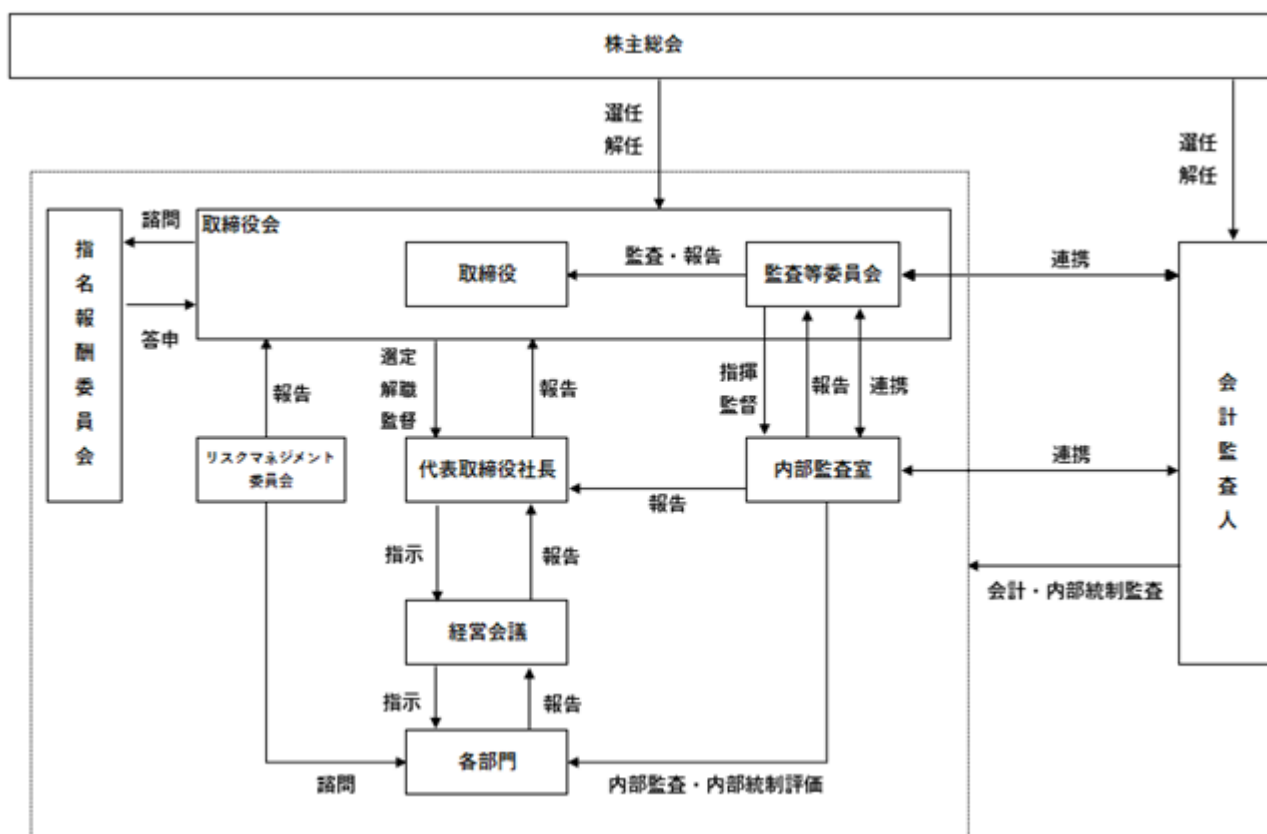 株主総会
選任
解任
選任
解任
諮問
取締役会
指名報酬委員会
取締役
監査・報告
監査等委員会
連携
答申
報告
選定
解職
監督
報告
指揮
監督
報告
連携
会計監査人
リスクマネジメント
委員会
代表取締役社長
内部監査室
連携
報告
指示
報告
会計・内部統制監査
経営会議
指示
報告
各部門
諮問
内部監査・内部統制評価